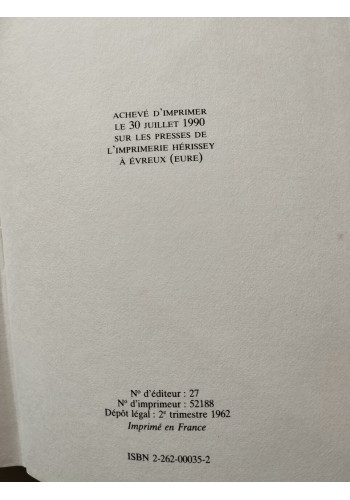 ACHEVÉ D'IMPRIMER
LE 30 JUILLET 1990
SUR LES PRESSES DE
L'IMPRIMERIE HÉRISSEY
À ÉVREUX (EURE)
Nº d'éditeur : 27
Nº d'imprimeur : 52188
Dépôt légal : 2e trimestre 1962
Imprimé en France
ISBN 2-262-00035-2